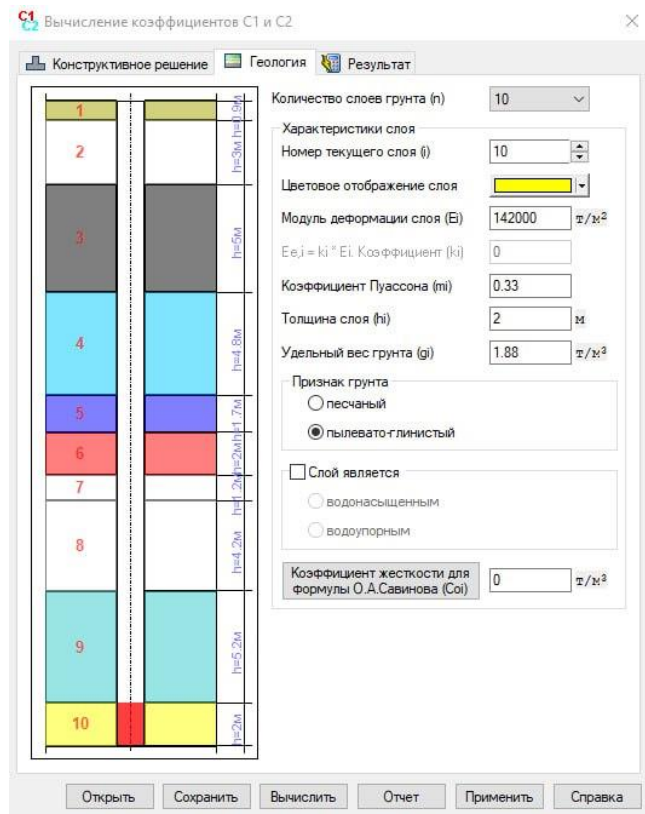 C1
C2 Вычисление коэффициентов C1 и C2
Конструктивное решение Геология Результат
1 h=0.9м
2 h=3м
3 h=5м
4 h=4.8м
5 h=1.7м
6 h=2м
7 h=1.2м
8 h=4.2м
9 h=5.2м
10 h=2м
Количество слоев грунта (n) 10
Характеристики слоя
Номер текущего слоя (i) 10
Цветовое отображение слоя
Модуль деформации слоя (Ei) 142000 т/м²
Ee,i = ki * Ei. Коэффициент (ki) 0
Коэффициент Пуассона (mi) 0.33
Толщина слоя (hi) 2 м
Удельный вес грунта (gi) 1.88 т/м³
Признак грунта
песчаный
пылевато-глинистый
Слой является
водонасыщенным
водоупорным
Коэффициент жесткости для
формулы О.А.Савинова (Coi) 0 т/м³
Открыть Сохранить Вычислить Отчет Применить Справка